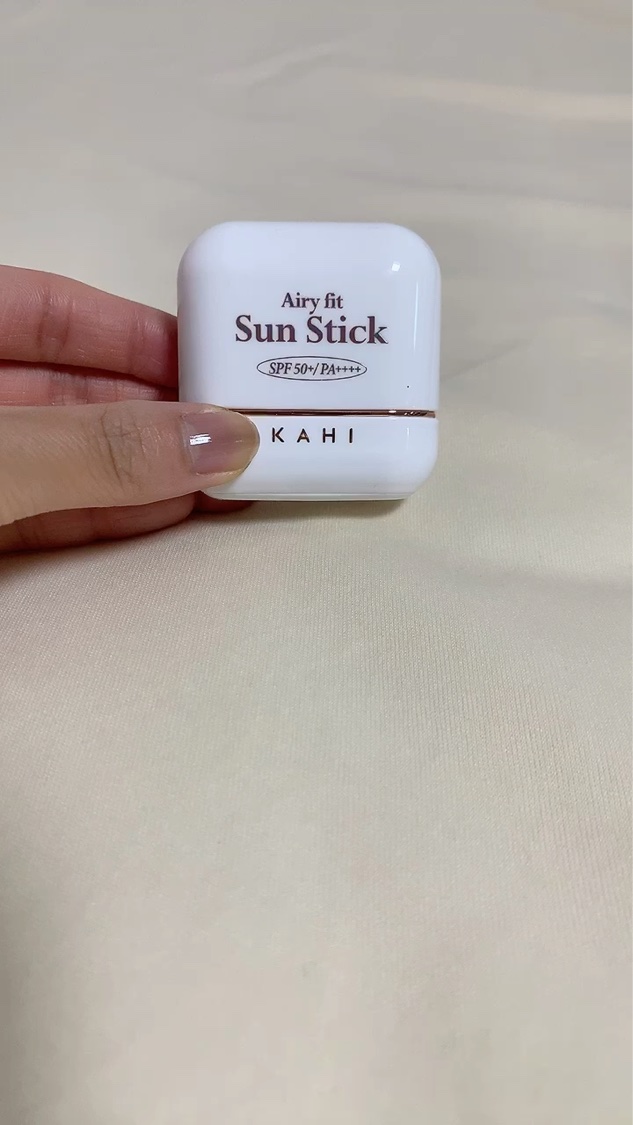 Airy fit
Sun Stick
SPF 50+/PA++++
KAHI